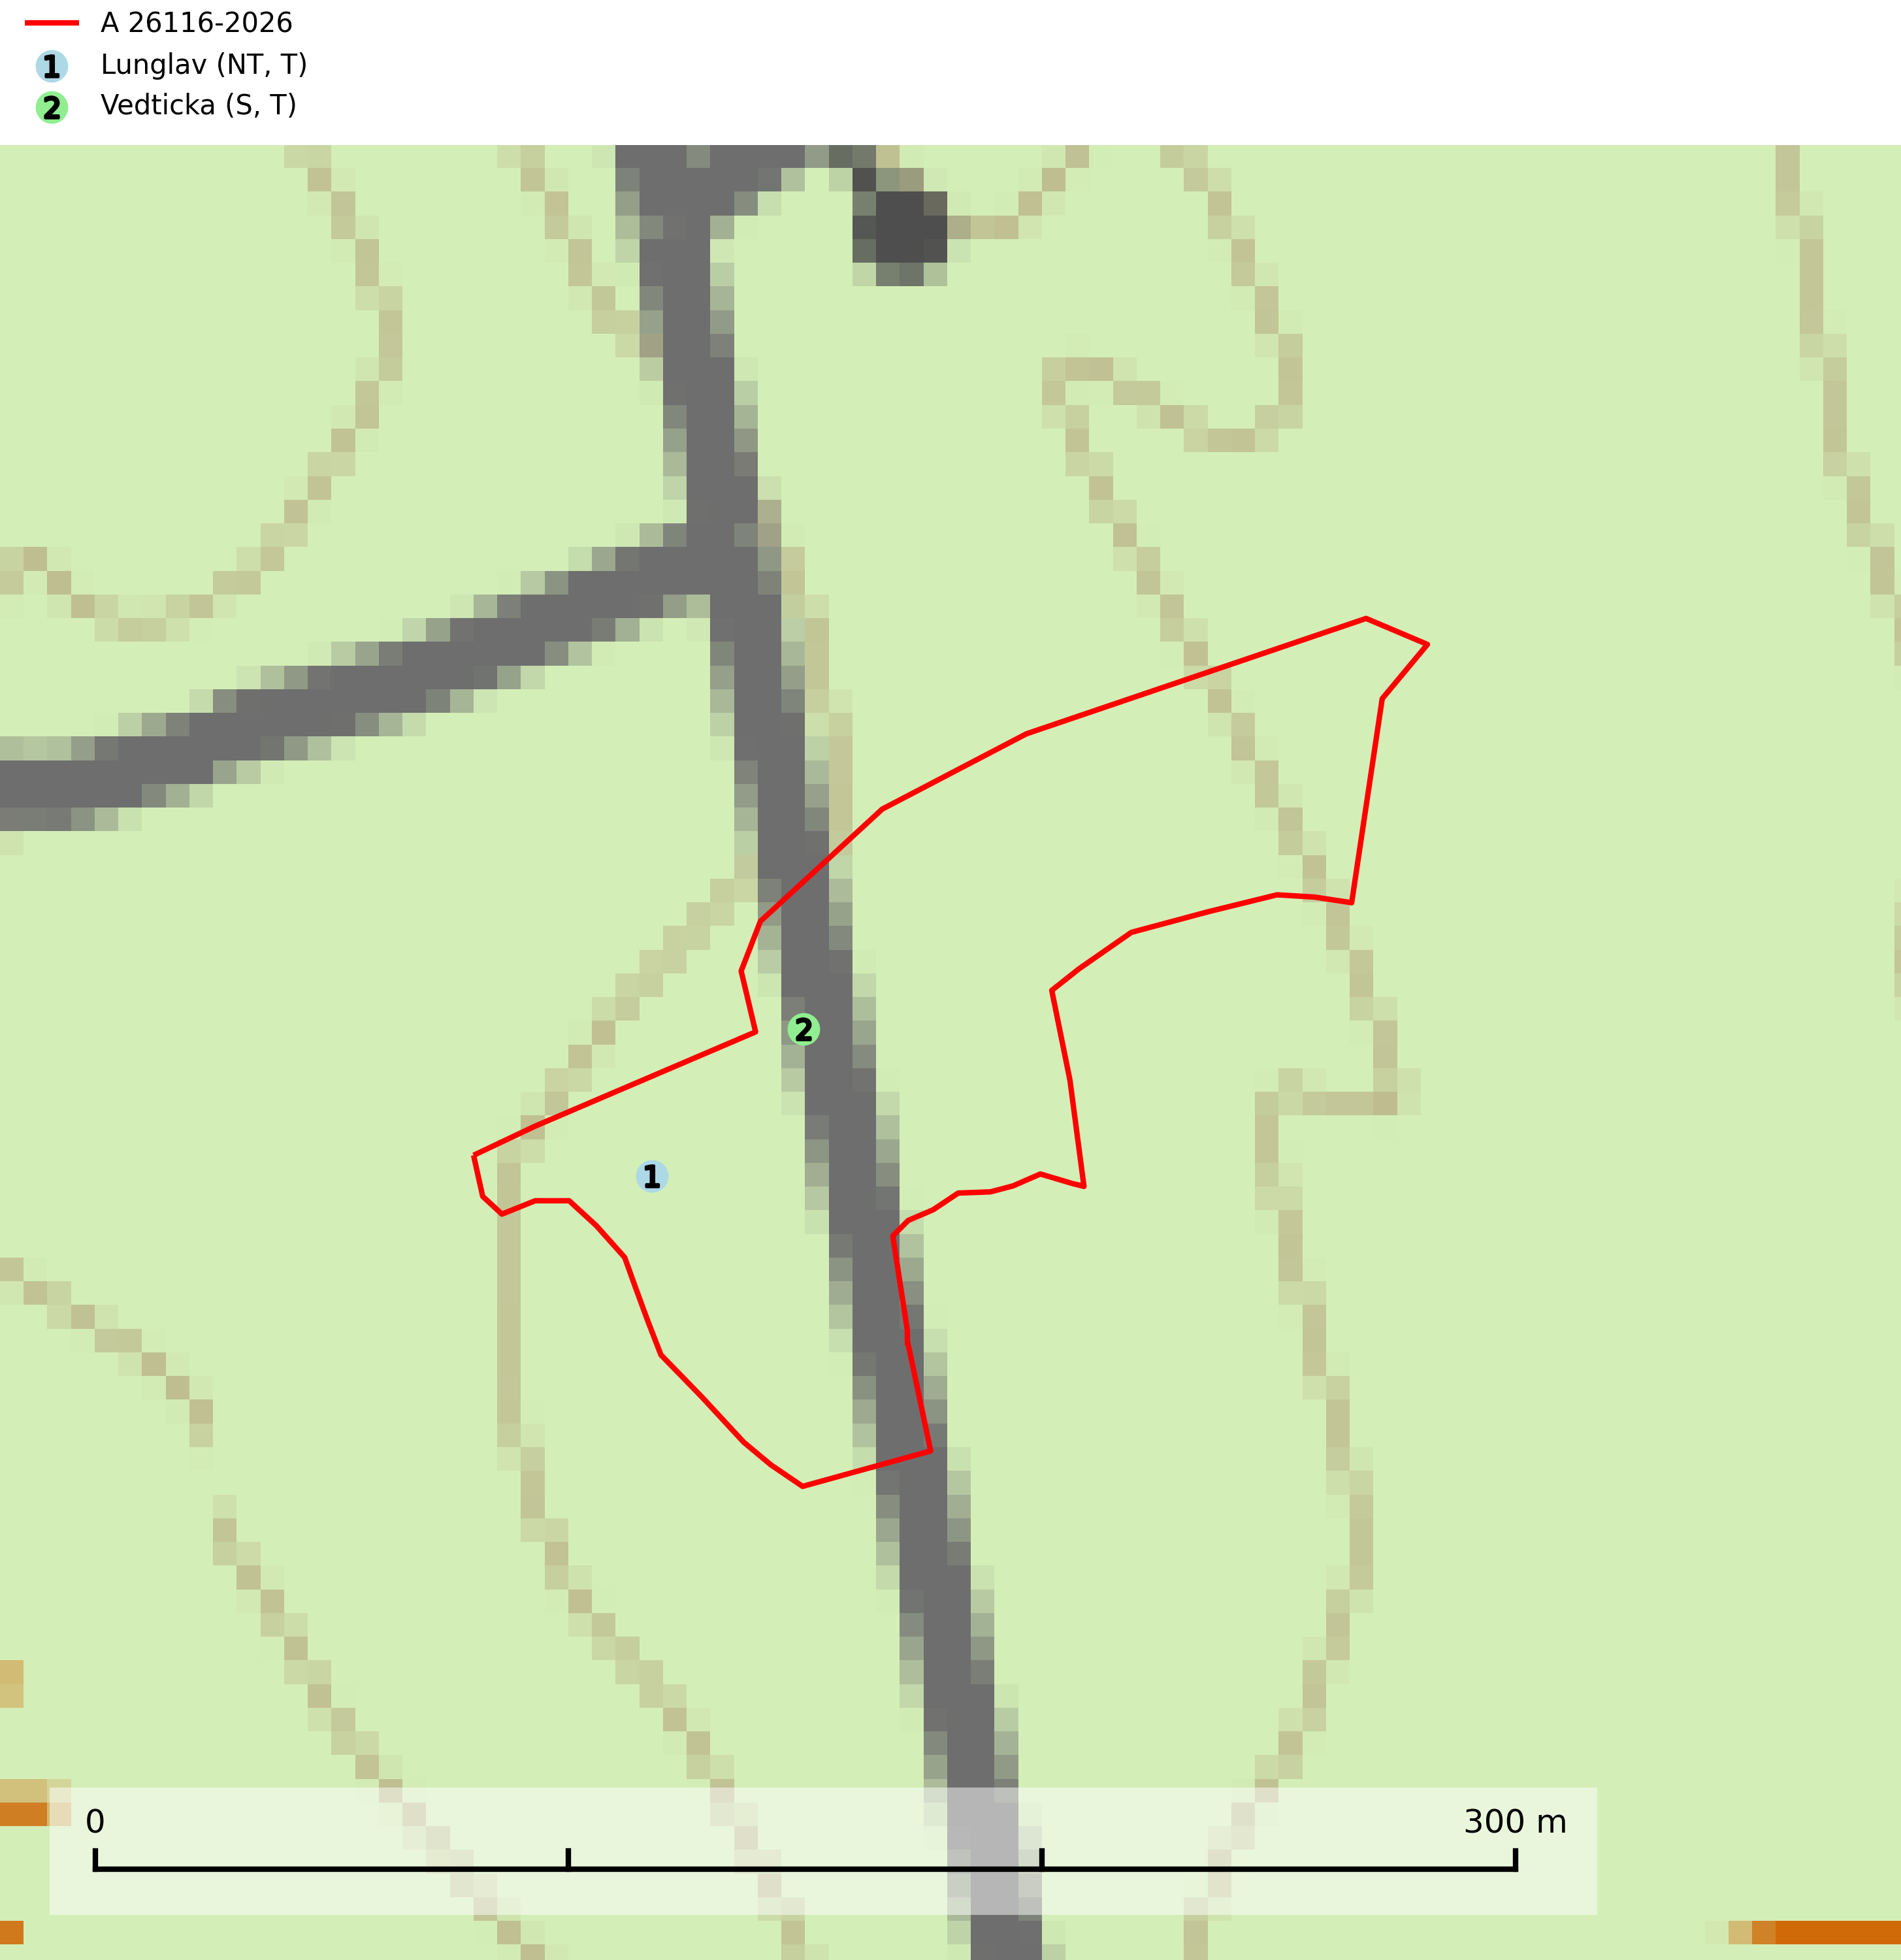 A 26116-2026
1 Lunglav (NT, T)
2 Vedticka (S, T)
2
1
0 300 m